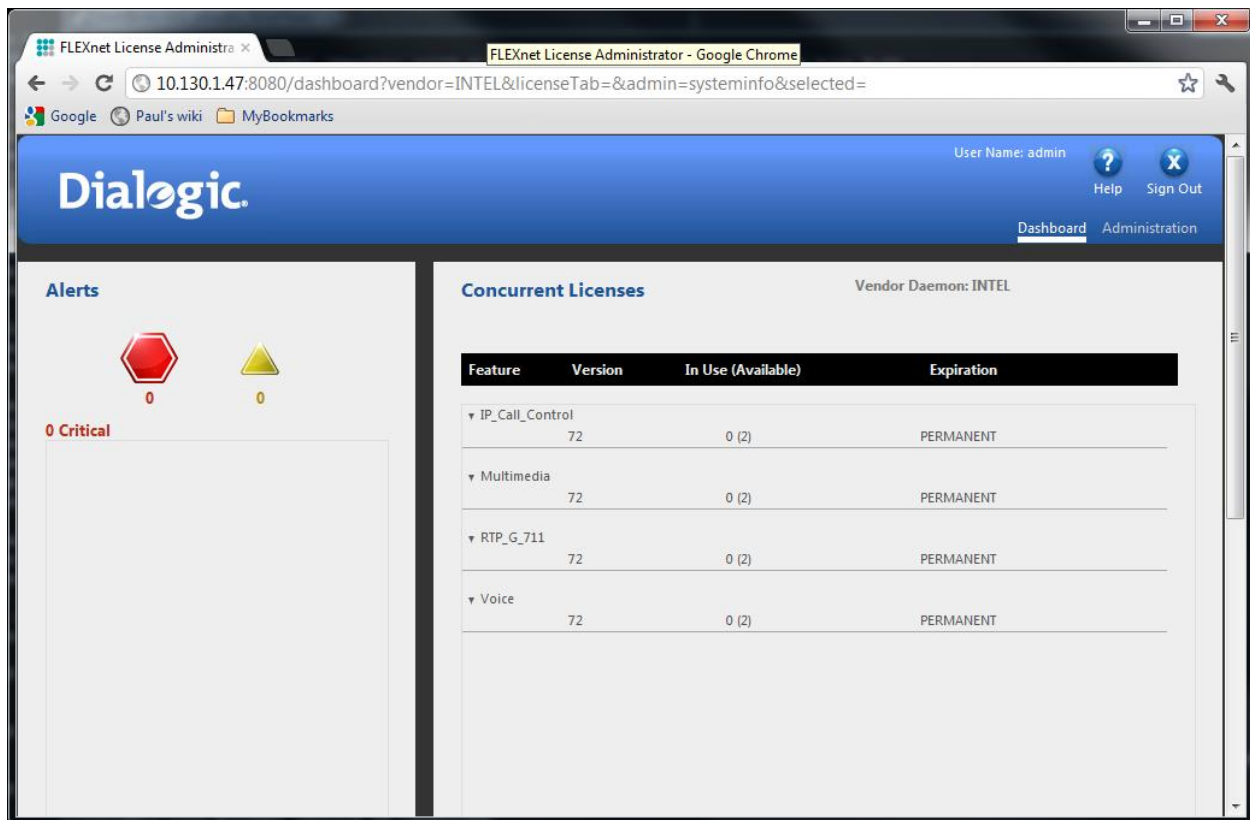 FLEXnet License Administra
FLEXnet License Administrator - Google Chrome
10.130.1.47:8080/dashboard?vendor=INTEL&licenseTab=&admin=systeminfo&selected=
Google Paul's wiki MyBookmarks
Dialogic.
User Name: admin
Help Sign Out
Dashboard Administration
Alerts
0 0
0 Critical
Concurrent Licenses Vendor Daemon: INTEL
Feature Version In Use (Available) Expiration
IP_Call_Control
72 0 (2) PERMANENT
Multimedia
72 0 (2) PERMANENT
RTP_G_711
72 0 (2) PERMANENT
Voice
72 0 (2) PERMANENT